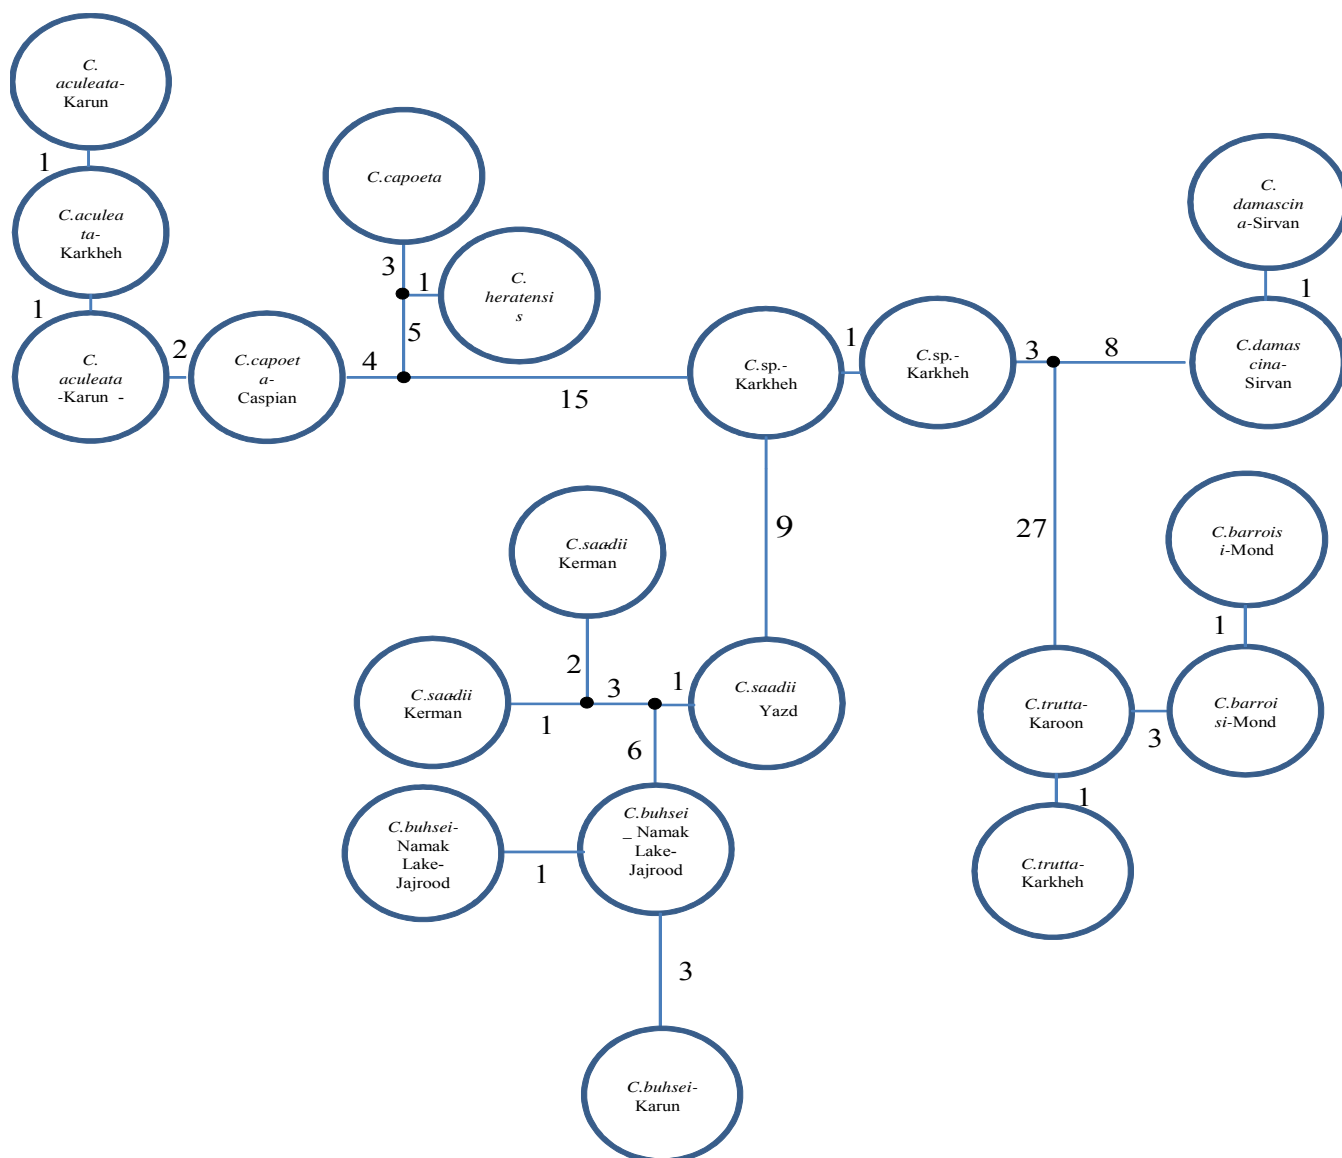 C.
aculeata-
Karun
1
C.aculea
ta-
Karkheh
1
C.
aculeata
-Karun -
2
C.capoet
a-
Caspian
4
C.capoeta
3
1
C.
heratensi
s
5
15
C.sp.-
Karkheh
1
C.sp.-
Karkheh
3
8
C.
damascin
a-Sirvan
1
C.damas
cina-
Sirvan
9
27
C.saadii
Kerman
2
C.saadii
Kerman
1
3
1
C.saadii
Yazd
6
C.buhsei-
Namak
Lake-
Jajrood
1
C.buhsei
_ Namak
Lake-
Jajrood
3
C.buhsei-
Karun
C.barrois
i-Mond
1
C.barroi
si-Mond
3
C.trutta-
Karoon
1
C.trutta-
Karkheh